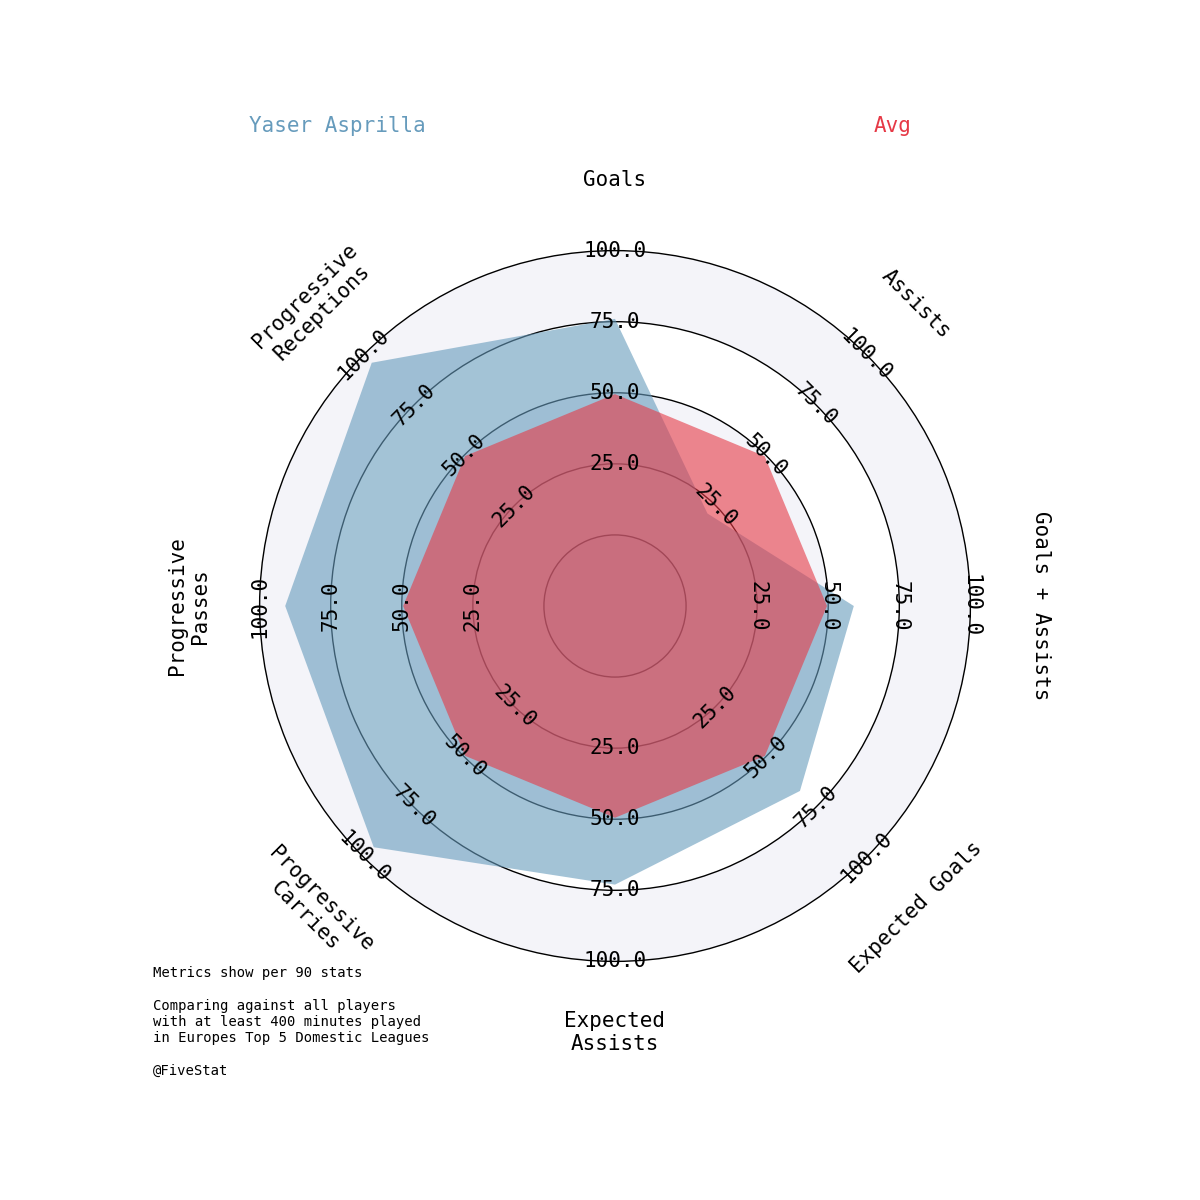 Yaser Asprilla
Avg
Goals
Assists
Goals + Assists
Expected Goals
Expected
Assists
Progressive
Carries
Progressive
Passes
Progressive
Receptions
25.0
50.0
75.0
100.0
25.0
50.0
75.0
100.0
25.0
50.0
75.0
100.0
25.0
50.0
75.0
100.0
25.0
50.0
75.0
100.0
25.0
50.0
75.0
100.0
25.0
50.0
75.0
100.0
25.0
50.0
75.0
100.0
Metrics show per 90 stats
Comparing against all players
with at least 400 minutes played
in Europes Top 5 Domestic Leagues
@FiveStat